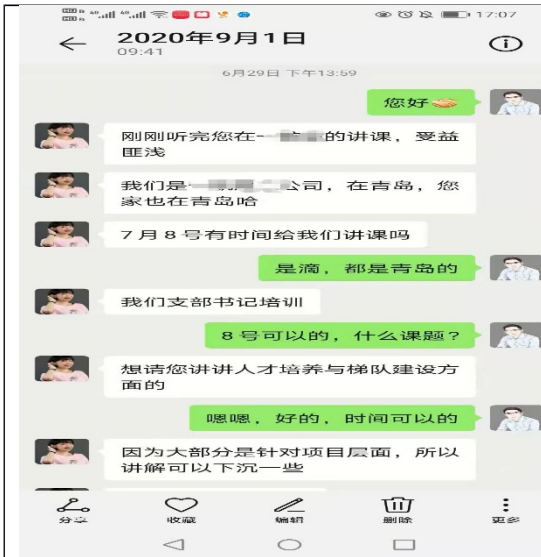 17:07
2020年9月1日
09:41
6月29日 下午13:59
您好
刚刚听完您在一 的讲课，受益
匪浅
我们是一 公司，在青岛，您
家也在青岛哈
7月8号有时间给我们讲课吗
是滴，都是青岛的
我们支部书记培训
8号可以的，什么课题？
想请您讲讲人才培养与梯队建设方
面的
嗯嗯，好的，时间可以的
因为大部分是针对项目层面，所以
讲解可以下沉一些
分享 收藏 编辑 删除 更多